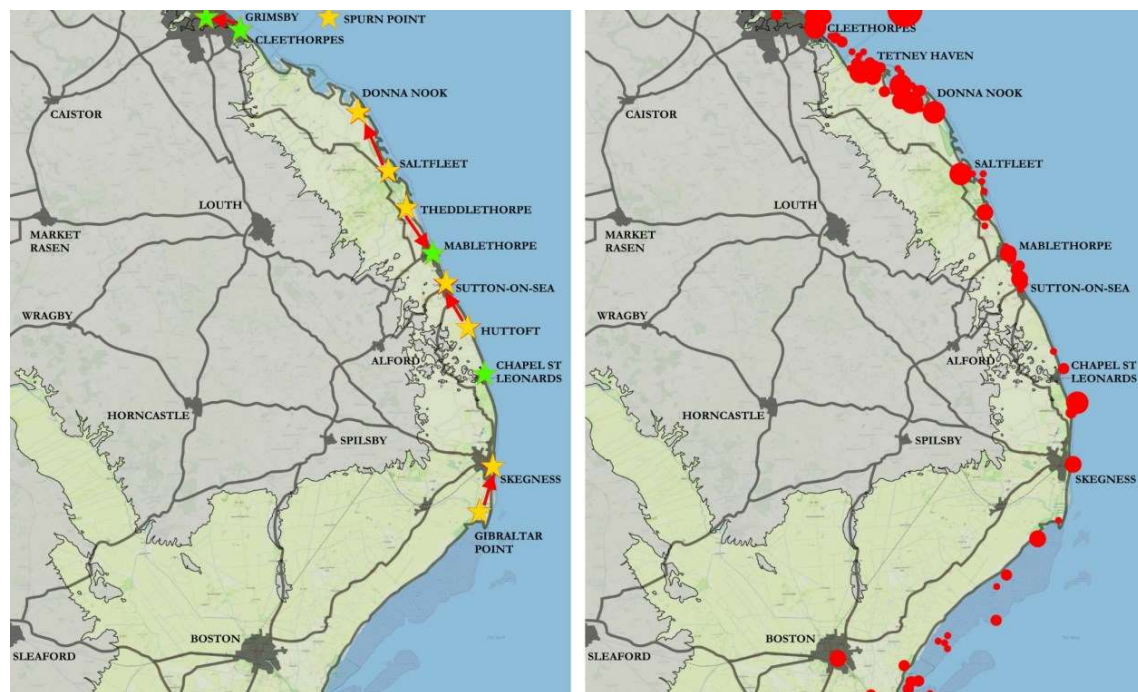 GRIMSBY
SPURN POINT
CLEETHORPES
DONNA NOOK
CAISTOR
SALTFLEET
LOUTH
THEDDLETHORPE
MARKET
RASEN
MABLETHORPE
SUTTON-ON-SEA
WRAGBY
HUTTOFT
ALFORD
CHAPEL ST
LEONARDS
HORNCASTLE
SPILSBY
SKEGNESS
GIBRALTAR
POINT
BOSTON
SLEAFORD
CLEETHORPES
TETNEY HAVEN
DONNA NOOK
CAISTOR
SALTFLEET
LOUTH
MARKET
RASEN
MABLETHORPE
SUTTON-ON-SEA
WRAGBY
ALFORD
CHAPEL ST
LEONARDS
HORNCASTLE
SPILSBY
SKEGNESS
BOSTON
SLEAFORD